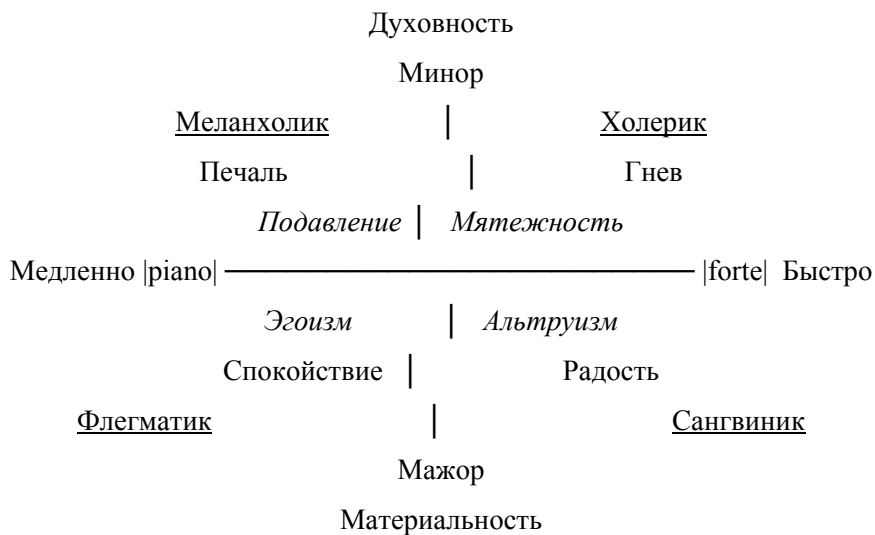 Духовность
Минор
Меланхолик | Холерик
Печаль | Гнев
Подавление | Мятежность
Медленно |piano| ——————————— |forte| Быстро
Эгоизм | Альтруизм
Спокойствие | Радость
Флегматик | Сангвиник
Мажор
Материальность